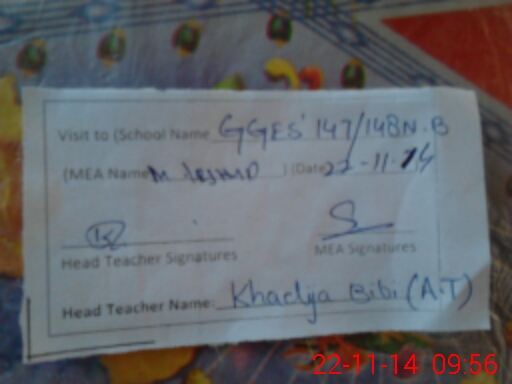 Visit to (School Name GGES 147/148N.B
(MEA Name M Arshad ) (Date 22-11-14
Head Teacher Signatures
MEA Signatures
Head Teacher Name: Khadija Bibi (A.T)
22-11-14 09:56